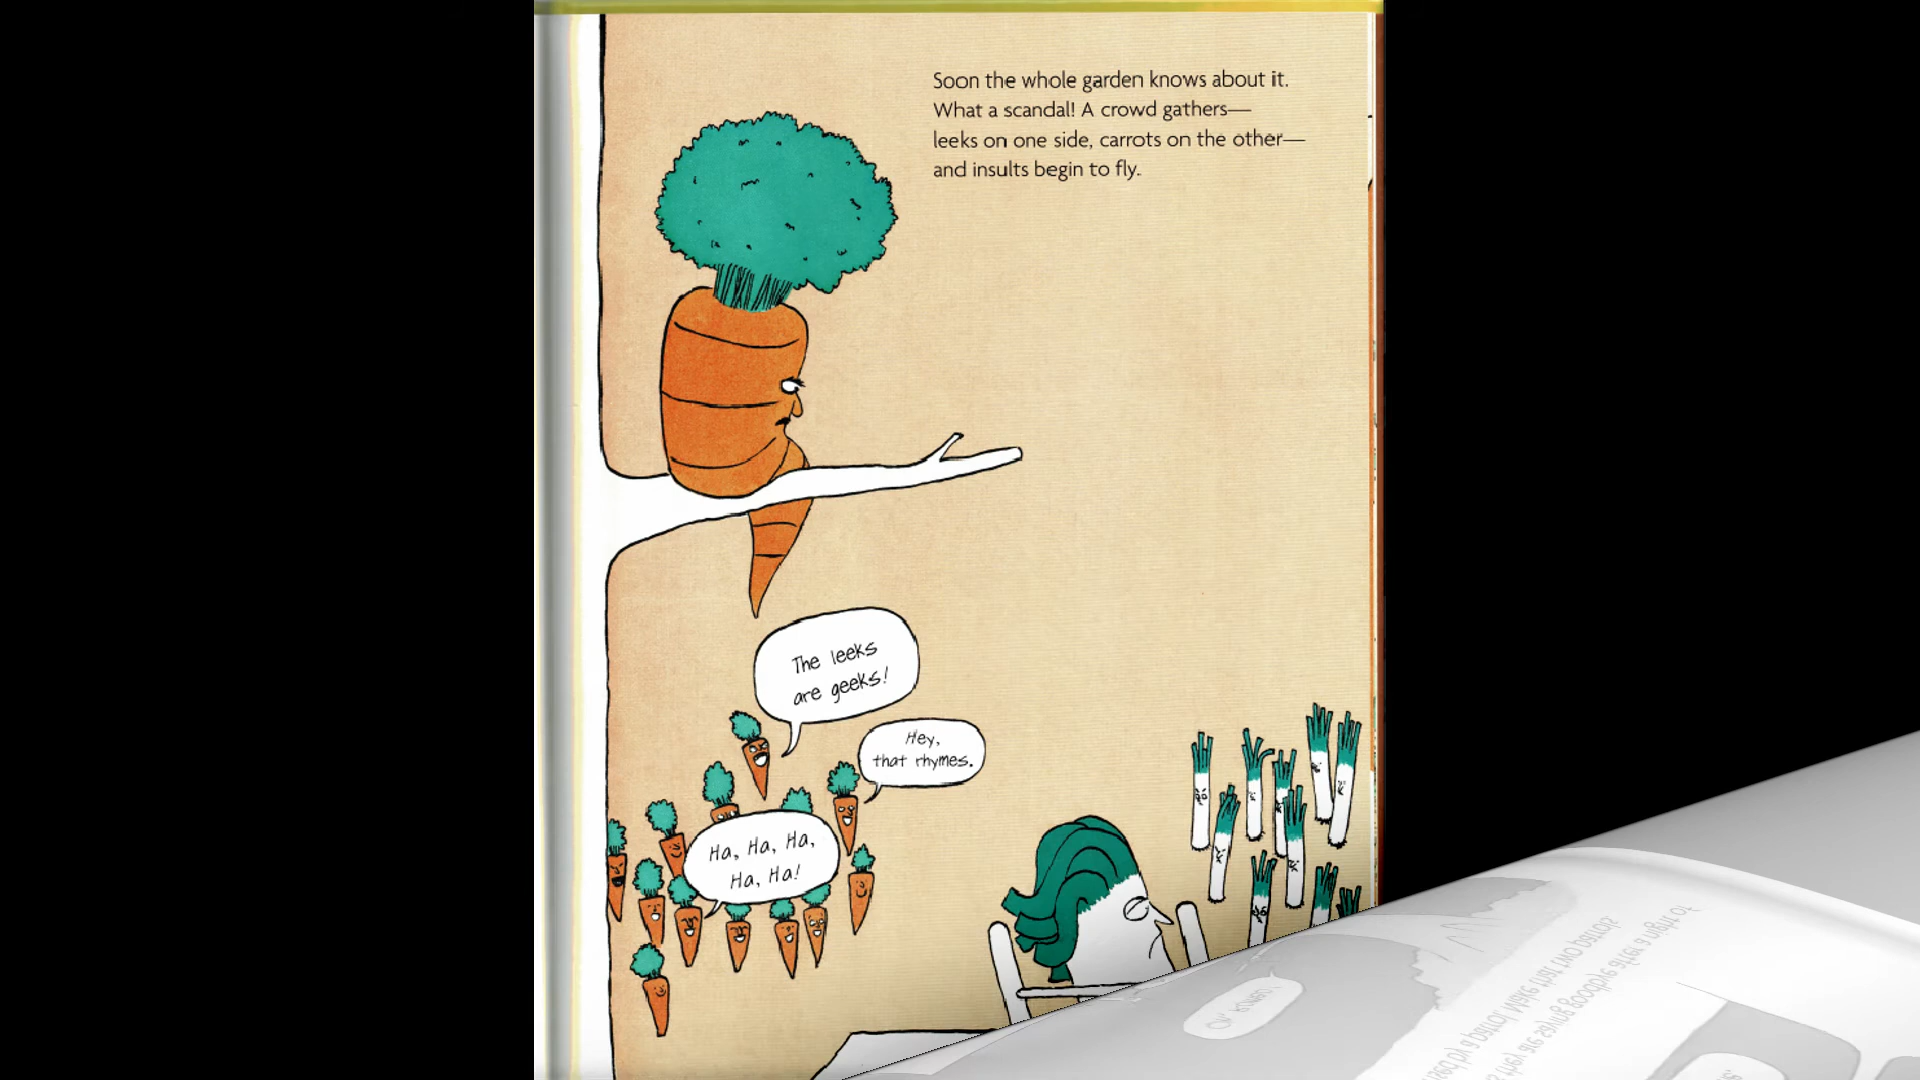 Soon the whole garden knows about it.
What a scandal! A crowd gathers—
leeks on one side, carrots on the other—
and insults begin to fly.
The leeks
are geeks!
Hey,
that rhymes.
Ha, Ha, Ha,
Ha, Ha!